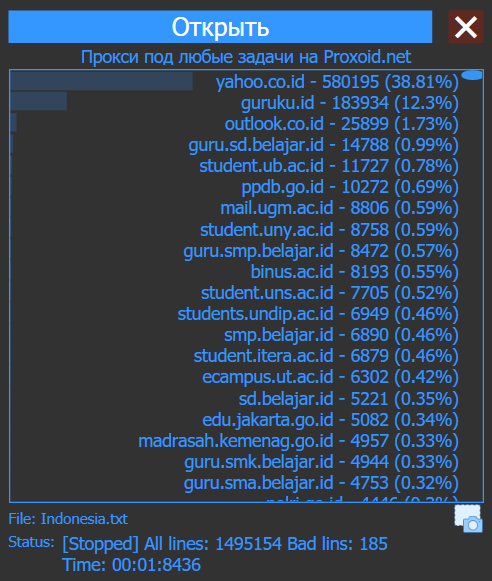 Открыть
Прокси под любые задачи на Proxoid.net
yahoo.co.id - 580195 (38.81%)
guruku.id - 183934 (12.3%)
outlook.co.id - 25899 (1.73%)
guru.sd.belajar.id - 14788 (0.99%)
student.ub.ac.id - 11727 (0.78%)
ppdb.go.id - 10272 (0.69%)
mail.ugm.ac.id - 8806 (0.59%)
student.uny.ac.id - 8759 (0.59%)
guru.smp.belajar.id - 8472 (0.57%)
binus.ac.id - 8193 (0.55%)
student.uns.ac.id - 7705 (0.52%)
students.undip.ac.id - 6949 (0.46%)
smp.belajar.id - 6890 (0.46%)
student.itera.ac.id - 6879 (0.46%)
ecampus.ut.ac.id - 6302 (0.42%)
sd.belajar.id - 5221 (0.35%)
edu.jakarta.go.id - 5082 (0.34%)
madrasah.kemenag.go.id - 4957 (0.33%)
guru.smk.belajar.id - 4944 (0.33%)
guru.sma.belajar.id - 4753 (0.32%)
File: Indonesia.txt
Status: [Stopped] All lines: 1495154 Bad lins: 185
Time: 00:01:8436